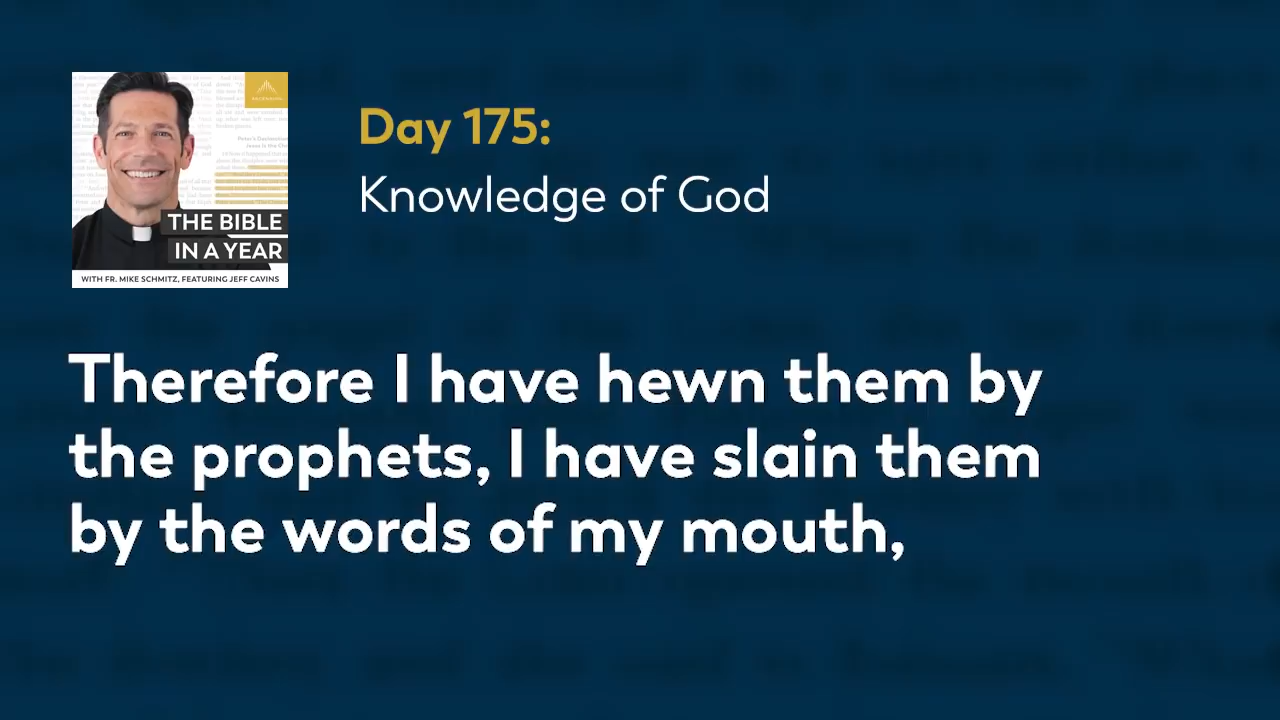 Day 175:
Knowledge of God
THE BIBLE
IN A YEAR
WITH FR. MIKE SCHMITZ, FEATURING JEFF CAVINS
Therefore I have hewn them by
the prophets, I have slain them
by the words of my mouth,